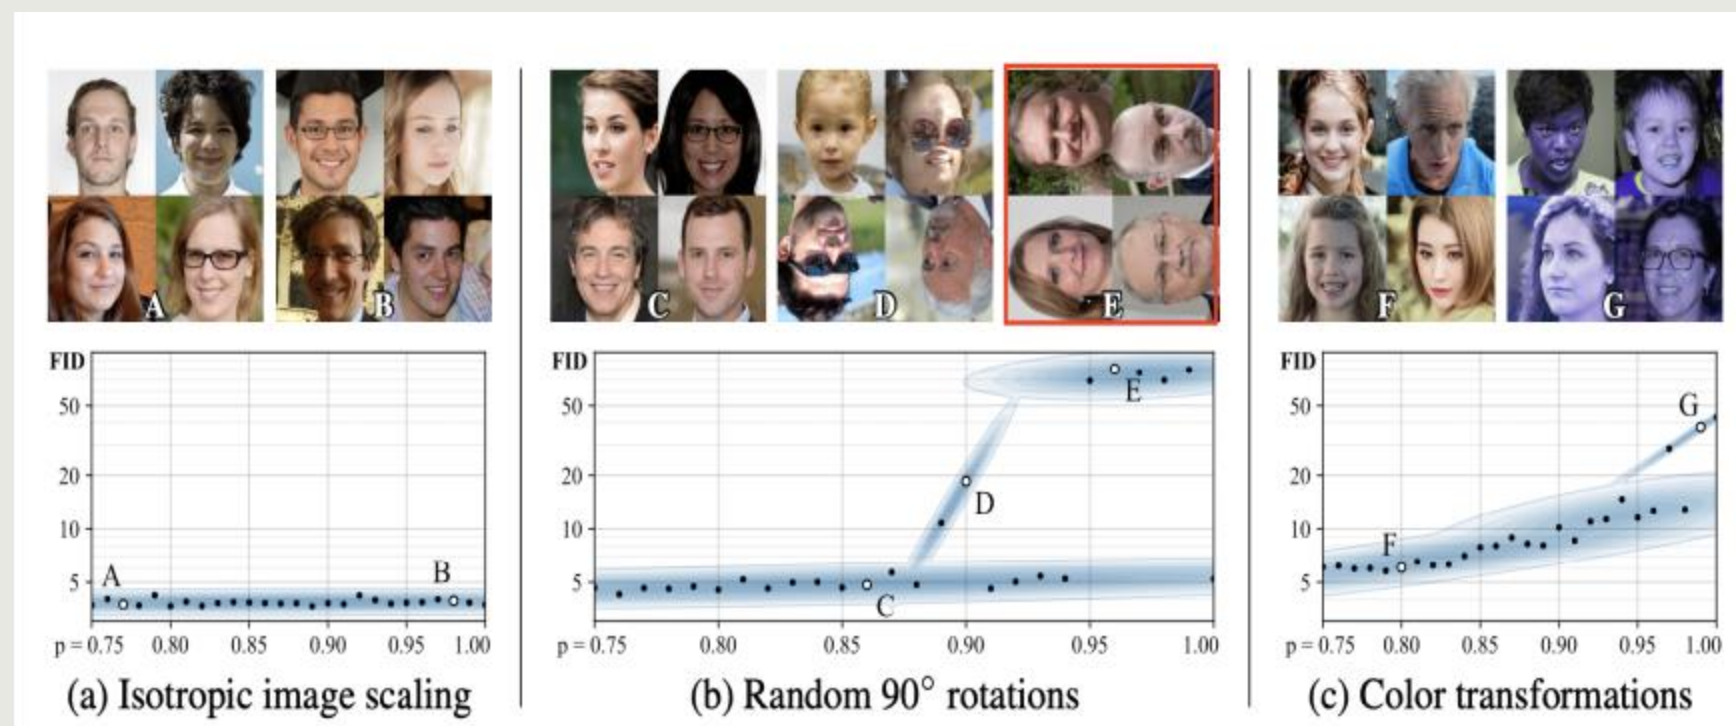 A
B
C
D
E
F
G
FID
50
20
10
5
A
B
p = 0.75 0.80 0.85 0.90 0.95 1.00
(a) Isotropic image scaling
FID
50
20
10
5
E
D
C
p = 0.75 0.80 0.85 0.90 0.95 1.00
(b) Random 90° rotations
FID
50
20
10
5
G
F
p = 0.75 0.80 0.85 0.90 0.95 1.00
(c) Color transformations